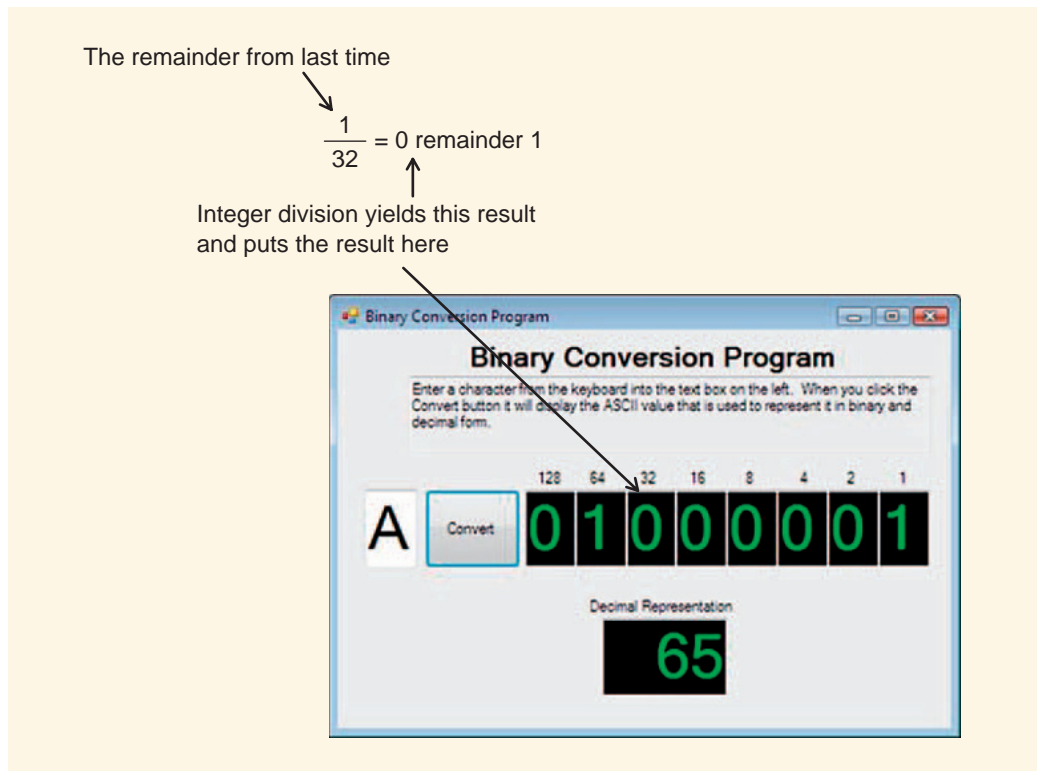 The remainder from last time
1
32
= 0 remainder 1
Integer division yields this result
and puts the result here
Binary Conversion Program
Binary Conversion Program
Enter a character from the keyboard into the text box on the left. When you click the
Convert button it will display the ASCII value that is used to represent it in binary and
decimal form.
128 64 32 16 8 4 2 1
A Convert 0 1 0 0 0 0 0 1
Decimal Representation
65